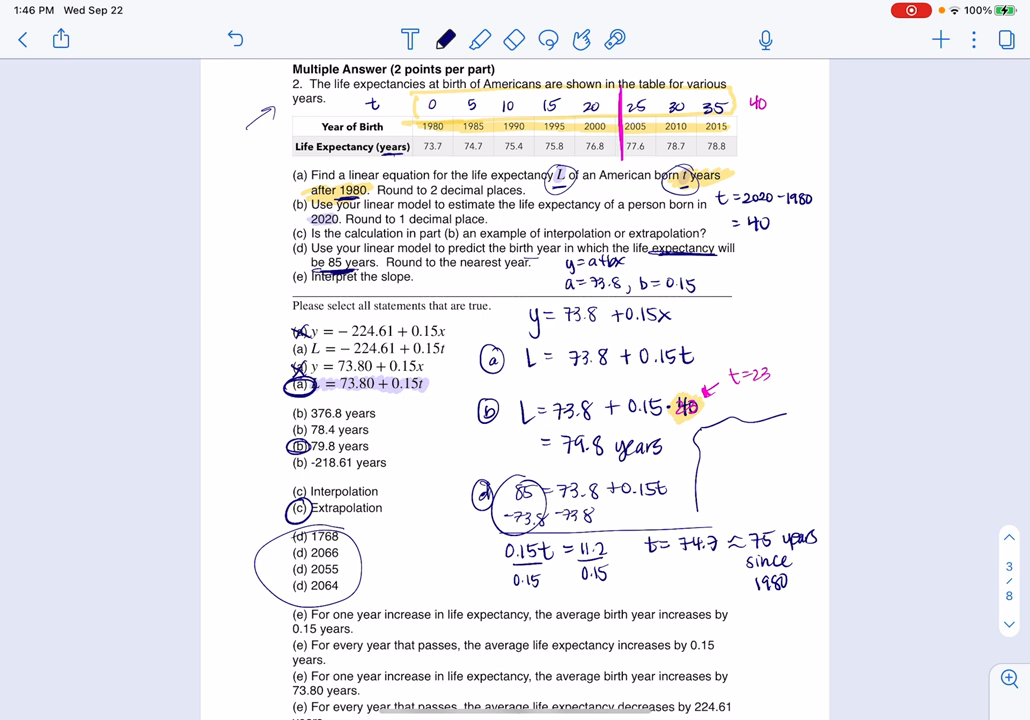 1:46 PM Wed Sep 22
100%
T
Multiple Answer (2 points per part)
2. The life expectancies at birth of Americans are shown in the table for various
years.
t 0 5 10 15 20 25 30 35 40
Year of Birth 1980 1985 1990 1995 2000 2005 2010 2015
Life Expectancy (years) 73.7 74.7 75.4 75.8 76.8 77.6 78.7 78.8
(a) Find a linear equation for the life expectancy L of an American born t years
after 1980. Round to 2 decimal places.
t = 2020 - 1980
(b) Use your linear model to estimate the life expectancy of a person born in
2020. Round to 1 decimal place.
= 40
(c) Is the calculation in part (b) an example of interpolation or extrapolation?
(d) Use your linear model to predict the birth year in which the life expectancy will
be 85 years. Round to the nearest year.
y = a + bx
(e) Interpret the slope.
a = 73.8, b = 0.15
Please select all statements that are true.
y = 73.8 + 0.15x
(a) y = − 224.61 + 0.15x
(a) L = − 224.61 + 0.15t
(a) y = 73.80 + 0.15x
(a) L = 73.80 + 0.15t
(a) L = 73.8 + 0.15t
t = 23
(b) 376.8 years
(b) 78.4 years
(b) 79.8 years
(b) -218.61 years
(b) L = 73.8 + 0.15 · 40
= 79.8 years
(c) Interpolation
(c) Extrapolation
(d) 85 = 73.8 + 0.15t
-73.8 -73.8
(d) 1768
(d) 2066
(d) 2055
(d) 2064
0.15t = 11.2
0.15 0.15
t = 74.7 ≈ 75 years
since
1980
(e) For one year increase in life expectancy, the average birth year increases by
0.15 years.
(e) For every year that passes, the average life expectancy increases by 0.15
years.
(e) For one year increase in life expectancy, the average birth year increases by
73.80 years.
(e) For every year that passes, the average life expectancy decreases by 224.61
3
/
8